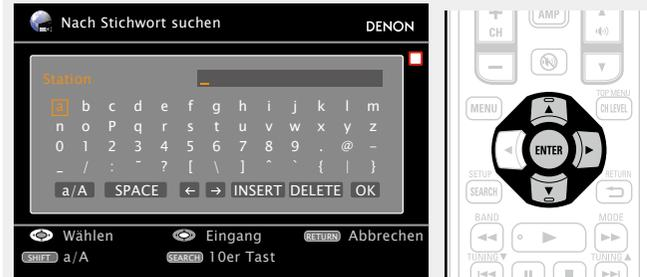 Nach Stichwort suchen
DENON
Station _
a b c d e f g h i j k l m
n o P q r s t u v w x y z
0 1 2 3 4 5 6 7 8 9 . @ –
_ / : ~ ? [ \ ] ^ ` { | }
a/A SPACE ← → INSERT DELETE OK
Wählen Eingang RETURN Abbrechen
SHIFT a/A SEARCH 10er Tast
+ AMP
CH
–
TOP MENU
MENU CH LEVEL
ENTER
SETUP RETURN
SEARCH
BAND MODE
TUNING TUNING